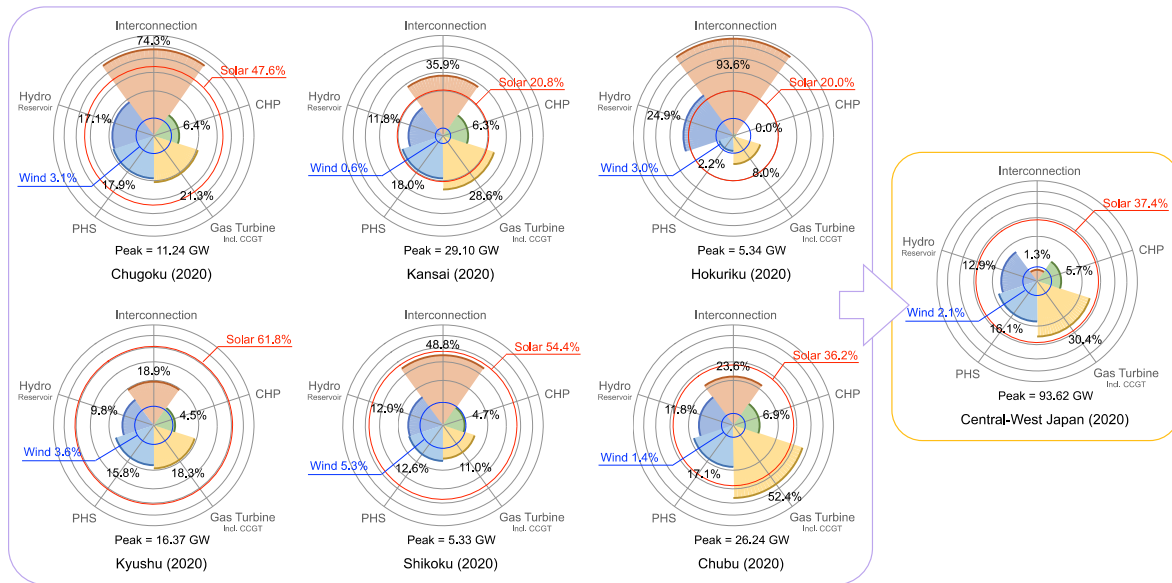 Interconnection
74.3%
Solar 47.6%
Hydro
Reservoir
CHP
17.1%
6.4%
Wind 3.1%
17.9%
21.3%
PHS
Gas Turbine
Incl. CCGT
Peak = 11.24 GW
Chugoku (2020)
Interconnection
35.9%
Solar 20.8%
Hydro
Reservoir
CHP
11.8%
6.3%
Wind 0.6%
18.0%
28.6%
PHS
Gas Turbine
Incl. CCGT
Peak = 29.10 GW
Kansai (2020)
Interconnection
93.6%
Solar 20.0%
Hydro
Reservoir
CHP
24.9%
0.0%
Wind 3.0%
2.2%
8.0%
PHS
Gas Turbine
Incl. CCGT
Peak = 5.34 GW
Hokuriku (2020)
Interconnection
Solar 37.4%
Hydro
Reservoir
CHP
1.3%
12.9%
5.7%
Wind 2.1%
16.1%
30.4%
PHS
Gas Turbine
Incl. CCGT
Peak = 93.62 GW
Central-West Japan (2020)
Interconnection
Solar 61.8%
18.9%
Hydro
Reservoir
CHP
9.8%
4.5%
Wind 3.6%
15.8%
18.3%
PHS
Gas Turbine
Incl. CCGT
Peak = 16.37 GW
Kyushu (2020)
Interconnection
48.8%
Solar 54.4%
Hydro
Reservoir
CHP
12.0%
4.7%
Wind 5.3%
12.6%
11.0%
PHS
Gas Turbine
Incl. CCGT
Peak = 5.33 GW
Shikoku (2020)
Interconnection
Solar 36.2%
23.6%
Hydro
Reservoir
CHP
11.8%
6.9%
Wind 1.4%
17.1%
52.4%
PHS
Gas Turbine
Incl. CCGT
Peak = 26.24 GW
Chubu (2020)